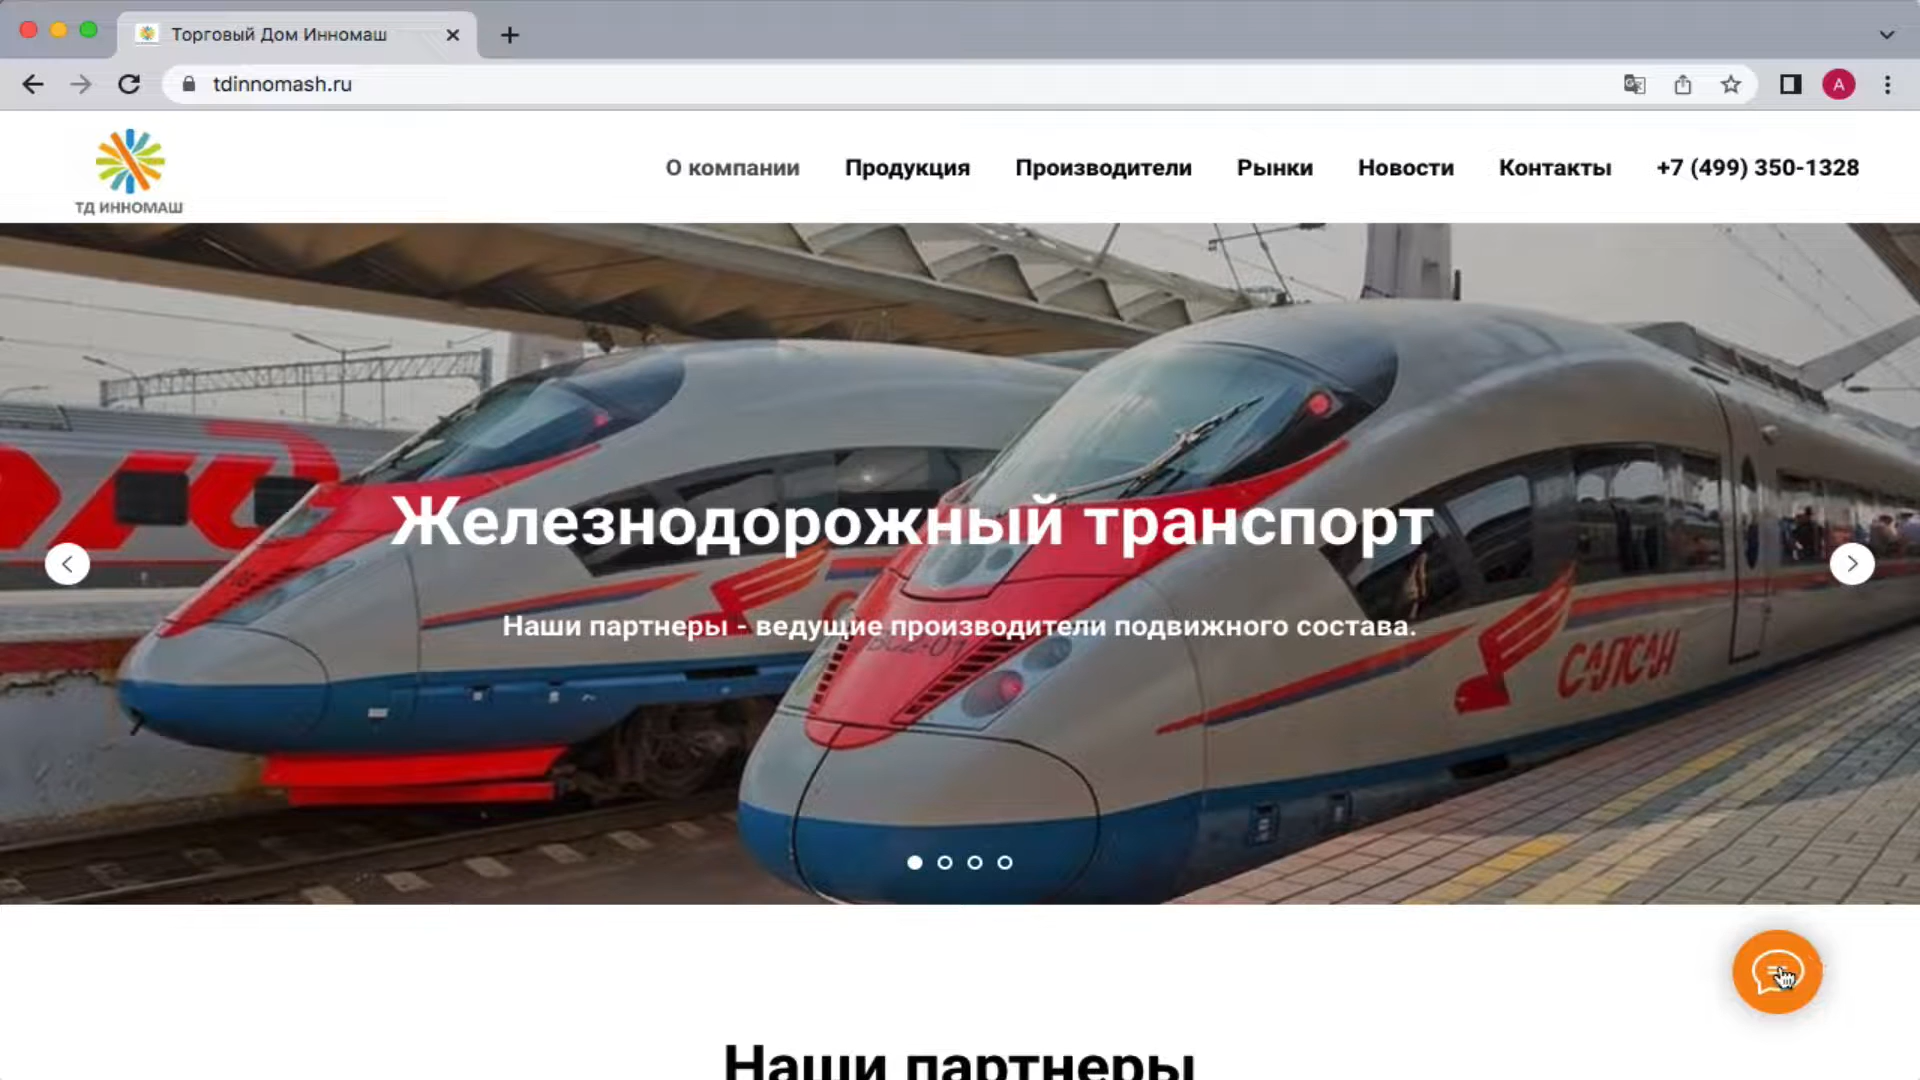 Торговый Дом Инномаш
tdinnomash.ru
A
ТД ИННОМАШ
О компании
Продукция
Производители
Рынки
Новости
Контакты
+7 (499) 350-1328
Железнодорожный транспорт
Наши партнеры - ведущие производители подвижного состава.
САПСАН
Наши партнеры